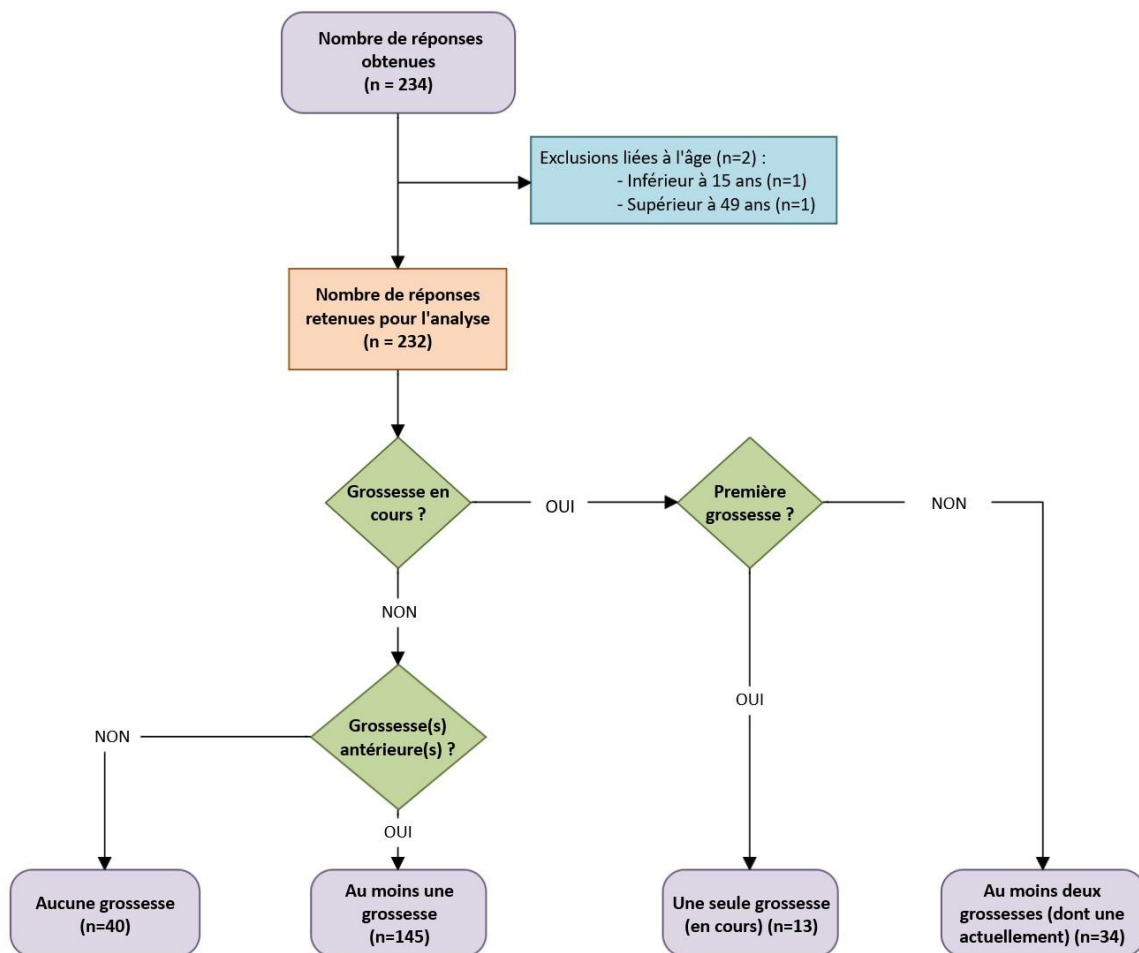 Nombre de réponses
obtenues
(n = 234)
Exclusions liées à l'âge (n=2) :
- Inférieur à 15 ans (n=1)
- Supérieur à 49 ans (n=1)
Nombre de réponses
retenues pour l'analyse
(n = 232)
Grossesse en
cours ?
OUI
Première
grossesse ?
NON
NON
OUI
Grossesse(s)
antérieure(s) ?
NON
OUI
Aucune grossesse
(n=40)
Au moins une
grossesse
(n=145)
Une seule grossesse
(en cours) (n=13)
Au moins deux
grossesses (dont une
actuellement) (n=34)